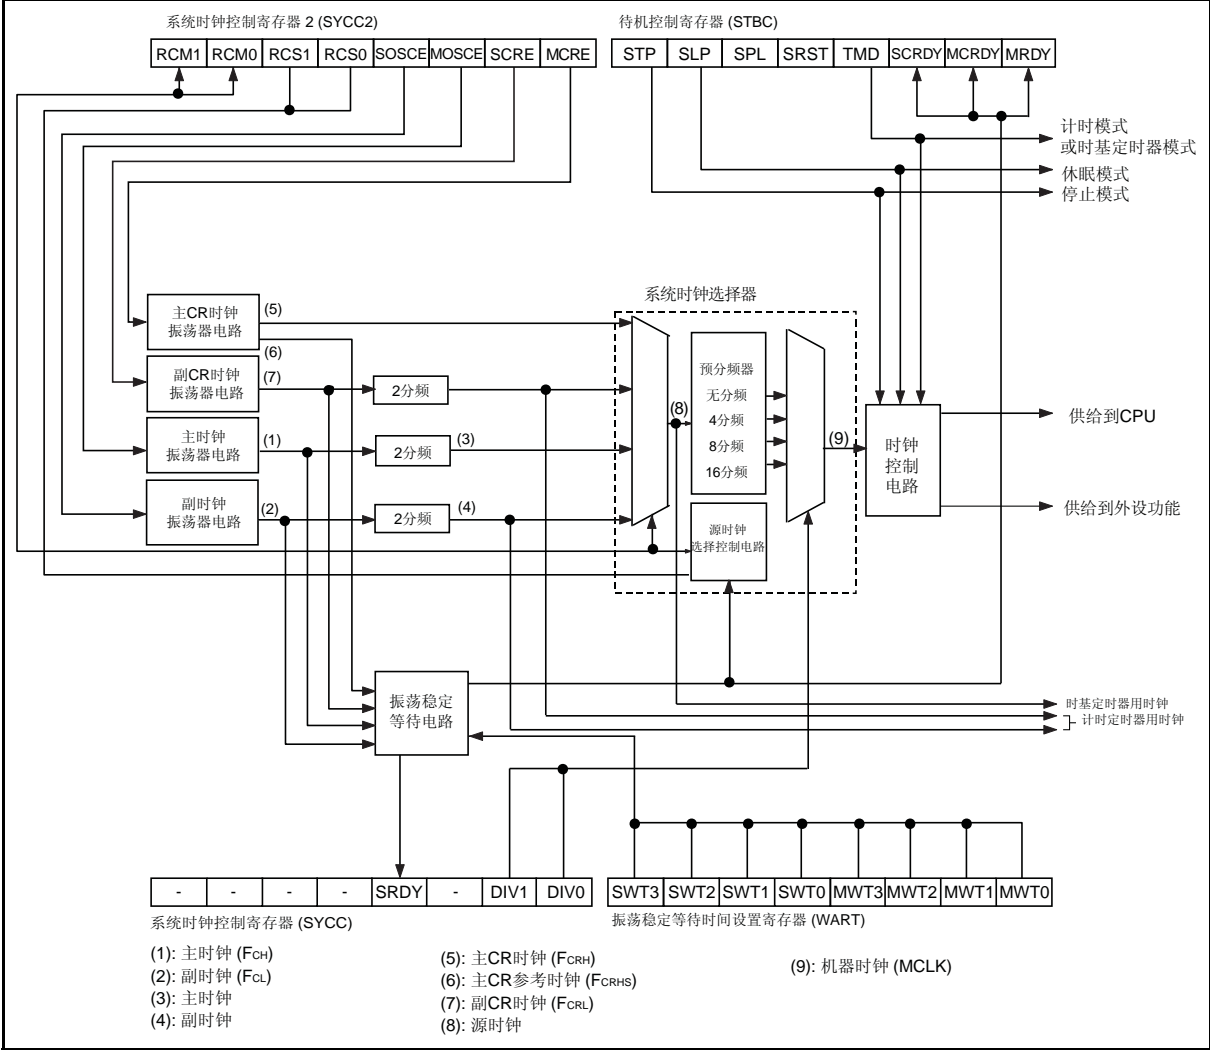 系统时钟控制寄存器 2 (SYCC2)
RCM1 RCM0 RCS1 RCS0 SOSCE MOSCE SCRE MCRE
待机控制寄存器 (STBC)
STP SLP SPL SRST TMD SCRDY MCRDY MRDY
计时模式
或时基定时器模式
休眠模式
停止模式
系统时钟选择器
主CR时钟
振荡器电路
(5)
(6)
副CR时钟
振荡器电路
(7)
2分频
主时钟
振荡器电路
(1)
2分频
(3)
副时钟
振荡器电路
(2)
2分频
(4)
(8)
预分频器
无分频
4分频
8分频
16分频
(9)
源时钟
选择控制电路
时钟
控制
电路
供给到CPU
供给到外设功能
振荡稳定
等待电路
时基定时器用时钟
计时定时器用时钟
- - - - SRDY - DIV1 DIV0
系统时钟控制寄存器 (SYCC)
SWT3 SWT2 SWT1 SWT0 MWT3 MWT2 MWT1 MWT0
振荡稳定等待时间设置寄存器 (WART)
(1): 主时钟 (FCH)
(2): 副时钟 (FCL)
(3): 主时钟
(4): 副时钟
(5): 主CR时钟 (FCRH)
(6): 主CR参考时钟 (FCRHS)
(7): 副CR时钟 (FCRL)
(8): 源时钟
(9): 机器时钟 (MCLK)